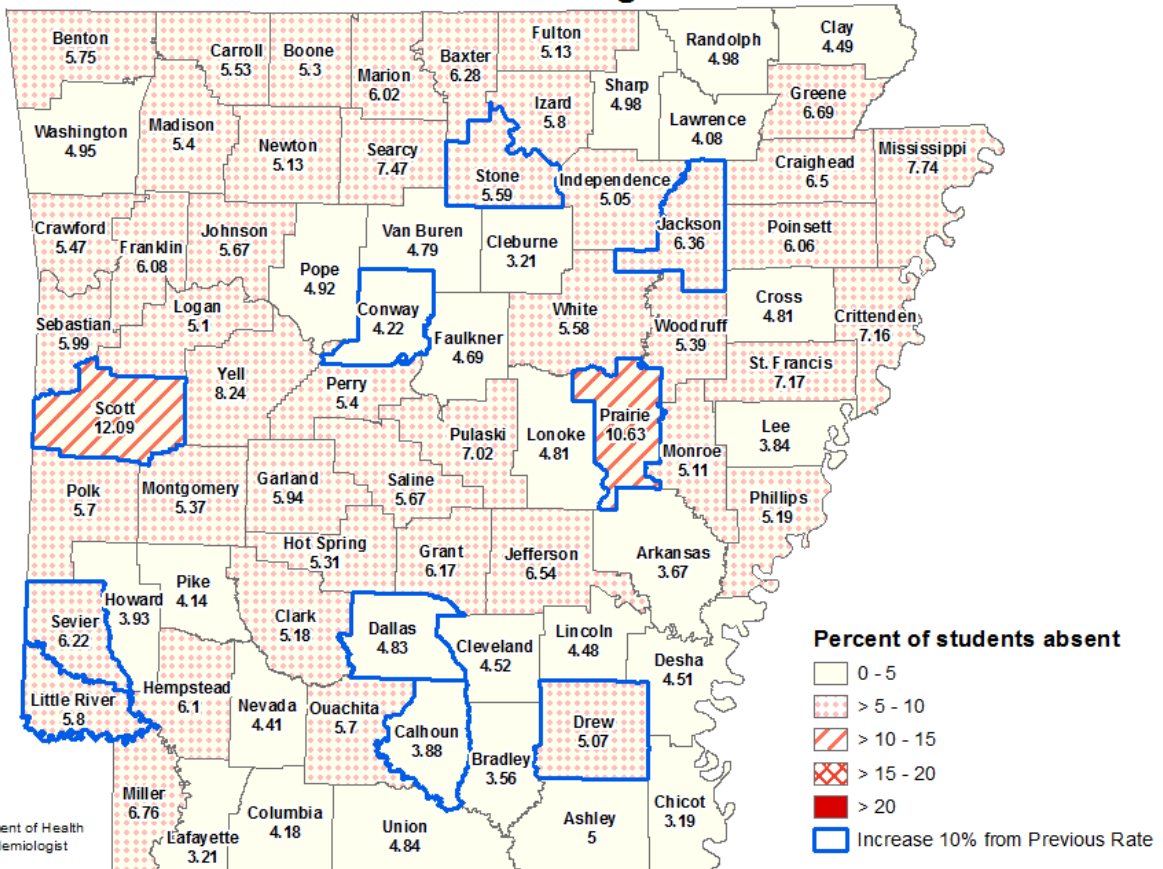 Benton
5.75
Carroll
5.53
Boone
5.3
Marion
6.02
Baxter
6.28
Fulton
5.13
Randolph
4.98
Clay
4.49
Izard
5.8
Sharp
4.98
Greene
6.69
Lawrence
4.08
Washington
4.95
Madison
5.4
Newton
5.13
Searcy
7.47
Stone
5.59
Independence
5.05
Craighead
6.5
Mississippi
7.74
Jackson
6.36
Poinsett
6.06
Crawford
5.47
Franklin
6.08
Johnson
5.67
Pope
4.92
Van Buren
4.79
Cleburne
3.21
Logan
5.1
Sebastian
5.99
Conway
4.22
Faulkner
4.69
White
5.58
Woodruff
5.39
Cross
4.81
Crittenden
7.16
St. Francis
7.17
Scott
12.09
Yell
8.24
Perry
5.4
Pulaski
7.02
Lonoke
4.81
Prairie
10.63
Monroe
5.11
Lee
3.84
Phillips
5.19
Polk
5.7
Montgomery
5.37
Garland
5.94
Saline
5.67
Hot Spring
5.31
Grant
6.17
Jefferson
6.54
Arkansas
3.67
Sevier
6.22
Howard
3.93
Pike
4.14
Clark
5.18
Dallas
4.83
Cleveland
4.52
Lincoln
4.48
Desha
4.51
Little River
5.8
Hempstead
6.1
Nevada
4.41
Ouachita
5.7
Calhoun
3.88
Bradley
3.56
Drew
5.07
Miller
6.76
Lafayette
3.21
Columbia
4.18
Union
4.84
Ashley
5
Chicot
3.19
Percent of students absent
0 - 5
> 5 - 10
> 10 - 15
> 15 - 20
> 20
Increase 10% from Previous Rate
ent of Health
lemiologist